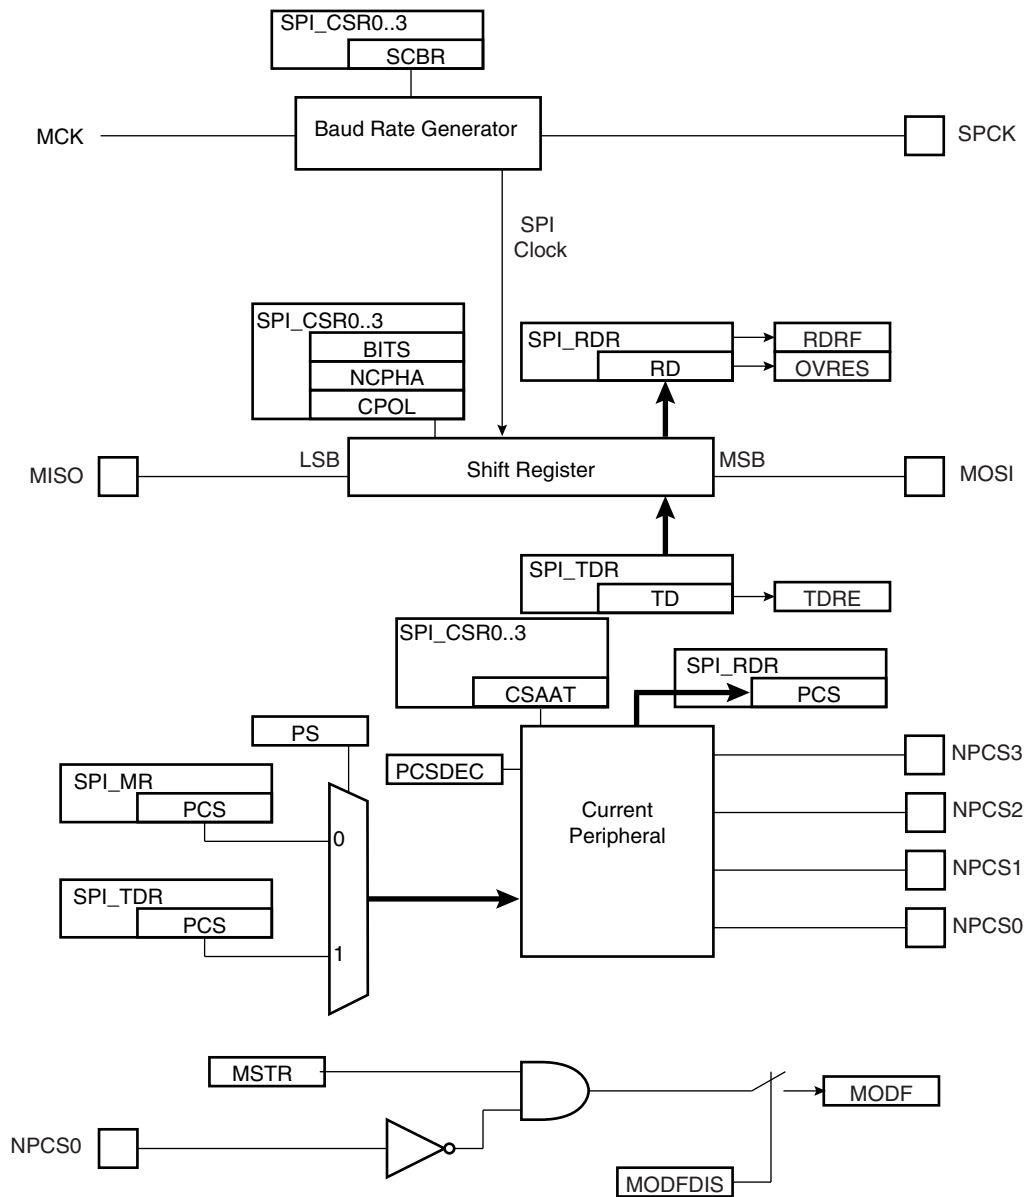 SPI_CSR0..3
SCBR
MCK
Baud Rate Generator
SPCK
SPI
Clock
SPI_CSR0..3
BITS
NCPHA
CPOL
SPI_RDR
RD
RDRF
OVRES
MISO
LSB
Shift Register
MSB
MOSI
SPI_TDR
TD
TDRE
SPI_CSR0..3
CSAAT
SPI_RDR
PCS
PS
PCSDEC
SPI_MR
PCS
0
SPI_TDR
PCS
1
Current
Peripheral
NPCS3
NPCS2
NPCS1
NPCS0
MSTR
MODF
NPCS0
MODFDIS